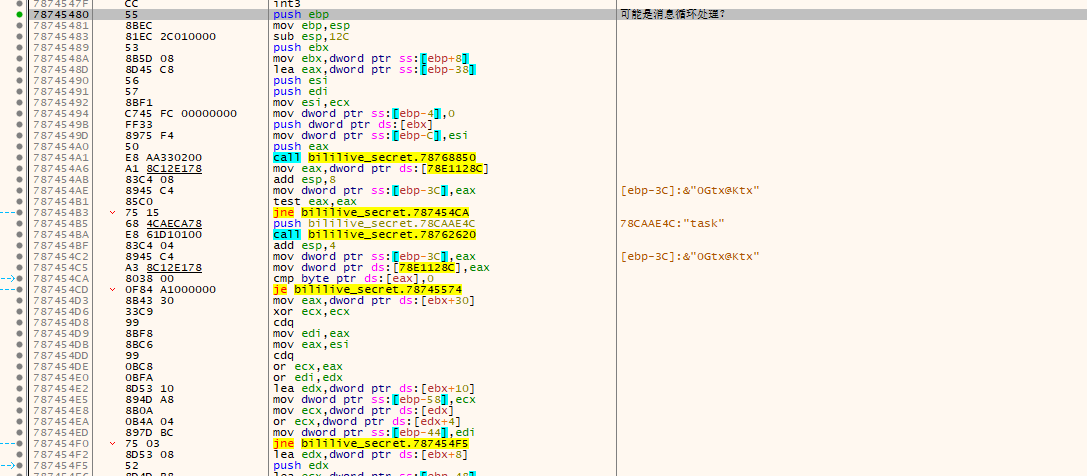 7874547F CC int3
78745480 55 push ebp 可能是消息循环处理?
78745481 8BEC mov ebp,esp
78745483 81EC 2C010000 sub esp,12C
78745489 53 push ebx
7874548A 8B5D 08 mov ebx,dword ptr ss:[ebp+8]
7874548D 8D45 C8 lea eax,dword ptr ss:[ebp-38]
78745490 56 push esi
78745491 57 push edi
78745492 8BF1 mov esi,ecx
78745494 C745 FC 00000000 mov dword ptr ss:[ebp-4],0
7874549B FF33 push dword ptr ds:[ebx]
7874549D 8975 F4 mov dword ptr ss:[ebp-C],esi
787454A0 50 push eax
787454A1 E8 AA330200 call bililive_secret.78768850
787454A6 A1 8C12E178 mov eax,dword ptr ds:[78E1128C]
787454AB 83C4 08 add esp,8
787454AE 8945 C4 mov dword ptr ss:[ebp-3C],eax [ebp-3C]:&"0Gtx@Ktx"
787454B1 85C0 test eax,eax
787454B3 75 15 jne bililive_secret.787454CA
787454B5 68 4CAECA78 push bililive_secret.78CAAE4C 78CAAE4C:"task"
787454BA E8 61D10100 call bililive_secret.78762620
787454BF 83C4 04 add esp,4
787454C2 8945 C4 mov dword ptr ss:[ebp-3C],eax [ebp-3C]:&"0Gtx@Ktx"
787454C5 A3 8C12E178 mov dword ptr ds:[78E1128C],eax
787454CA 8038 00 cmp byte ptr ds:[eax],0
787454CD 0F84 A1000000 je bililive_secret.78745574
787454D3 8B43 30 mov eax,dword ptr ds:[ebx+30]
787454D6 33C9 xor ecx,ecx
787454D8 99 cdq
787454D9 8BF8 mov edi,eax
787454DB 8BC6 mov eax,esi
787454DD 99 cdq
787454DE 0BC8 or ecx,eax
787454E0 0BFA or edi,edx
787454E2 8D53 10 lea edx,dword ptr ds:[ebx+10]
787454E5 894D A8 mov dword ptr ss:[ebp-58],ecx
787454E8 8B0A mov ecx,dword ptr ds:[edx]
787454EA 0B4A 04 or ecx,dword ptr ds:[edx+4]
787454ED 897D BC mov dword ptr ss:[ebp-44],edi
787454F0 75 03 jne bililive_secret.787454F5
787454F2 8D53 08 lea edx,dword ptr ds:[ebx+8]
787454F5 52 push edx